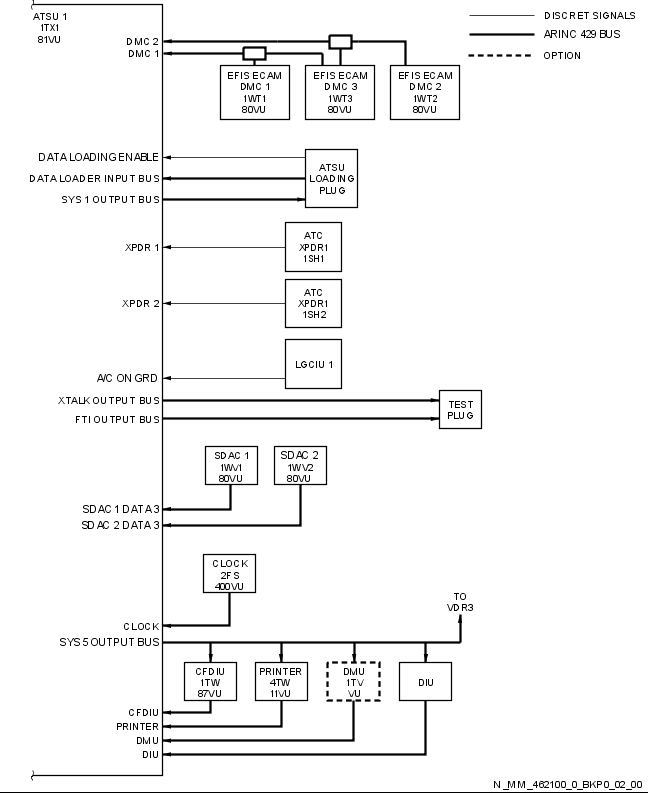 ATSU 1
1TX1
81VU
DISCRET SIGNALS
ARINC 429 BUS
OPTION
DMC 2
DMC 1
EFIS ECAM
DMC 1
1WT1
80VU
EFIS ECAM
DMC 3
1WT3
80VU
EFIS ECAM
DMC 2
1WT2
80VU
DATA LOADING ENABLE
DATA LOADER INPUT BUS
SYS 1 OUTPUT BUS
ATSU
LOADING
PLUG
XPDR 1
ATC
XPDR1
1SH1
XPDR 2
ATC
XPDR1
1SH2
LGCIU 1
A/C ON GRD
XTALK OUTPUT BUS
FTI OUTPUT BUS
TEST
PLUG
SDAC 1
1WV1
80VU
SDAC 2
1WV2
80VU
SDAC 1 DATA 3
SDAC 2 DATA 3
CLOCK
2FS
400VU
CLOCK
SYS 5 OUTPUT BUS
TO
VDR3
CFDIU
1TW
87VU
PRINTER
4TW
11VU
DMU
1TV
VU
DIU
CFDIU
PRINTER
DMU
DIU
N_MM_462100_0_BKP0_02_00